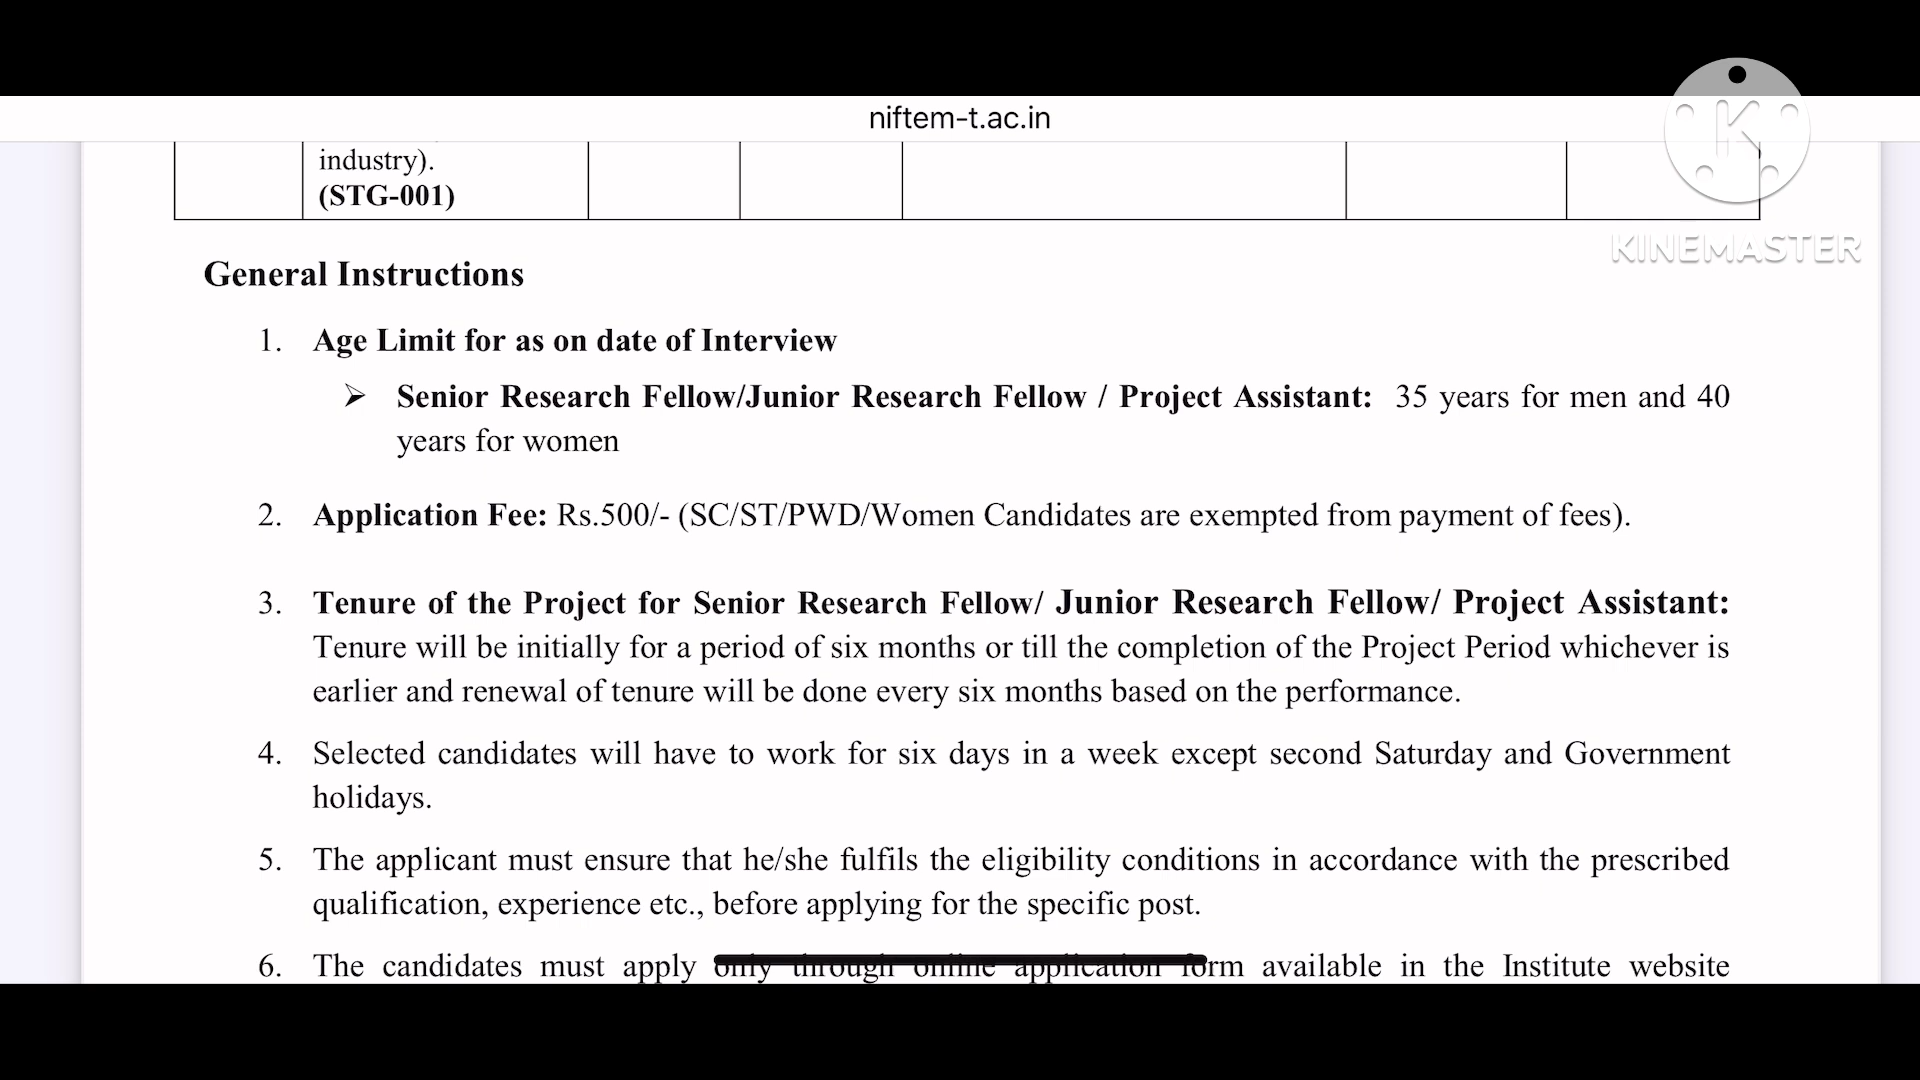 niftem-t.ac.in
industry).
(STG-001)
KINEMASTER
General Instructions
1. Age Limit for as on date of Interview
➢ Senior Research Fellow/Junior Research Fellow / Project Assistant: 35 years for men and 40
years for women
2. Application Fee: Rs.500/- (SC/ST/PWD/Women Candidates are exempted from payment of fees).
3. Tenure of the Project for Senior Research Fellow/ Junior Research Fellow/ Project Assistant:
Tenure will be initially for a period of six months or till the completion of the Project Period whichever is
earlier and renewal of tenure will be done every six months based on the performance.
4. Selected candidates will have to work for six days in a week except second Saturday and Government
holidays.
5. The applicant must ensure that he/she fulfils the eligibility conditions in accordance with the prescribed
qualification, experience etc., before applying for the specific post.
6. The candidates must apply only through online application form available in the Institute website